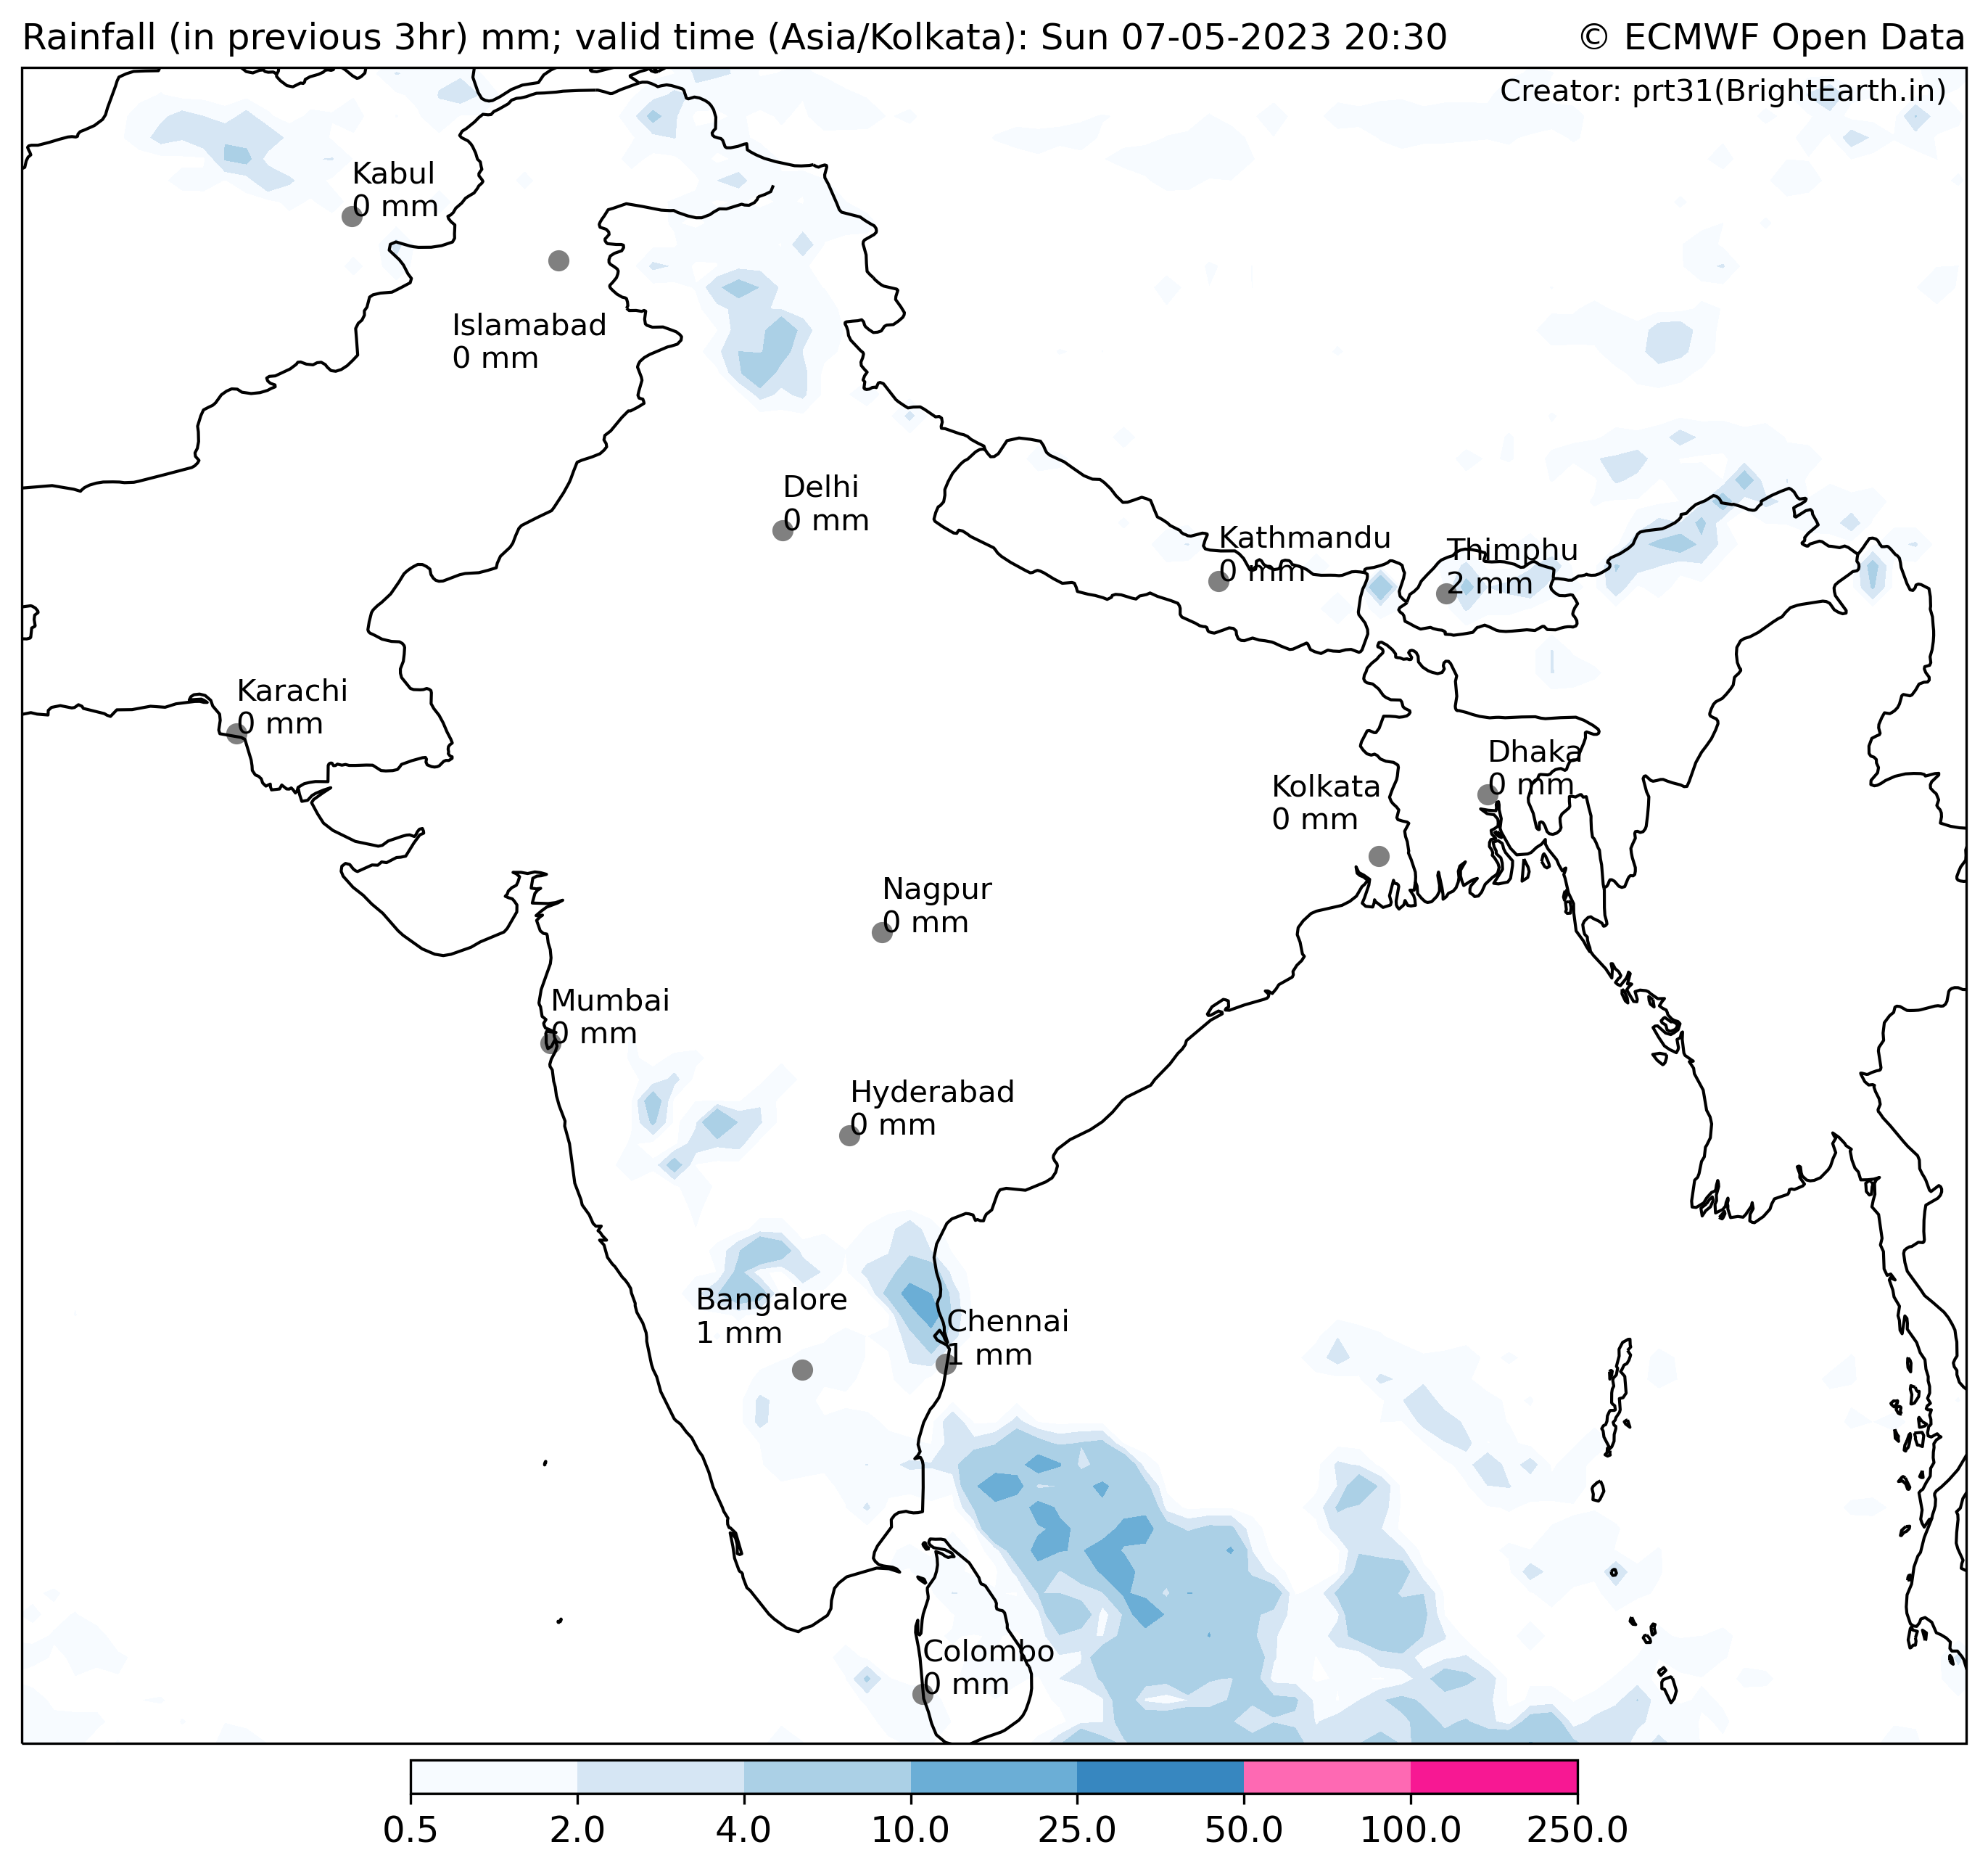 Rainfall (in previous 3hr) mm; valid time (Asia/Kolkata): Sun 07-05-2023 20:30
© ECMWF Open Data
Creator: prt31(BrightEarth.in)
Kabul
0 mm
Islamabad
0 mm
Delhi
0 mm
Kathmandu
0 mm
Thimphu
2 mm
Karachi
0 mm
Dhaka
0 mm
Kolkata
0 mm
Nagpur
0 mm
Mumbai
0 mm
Hyderabad
0 mm
Bangalore
1 mm
Chennai
1 mm
Colombo
0 mm
0.5 2.0 4.0 10.0 25.0 50.0 100.0 250.0